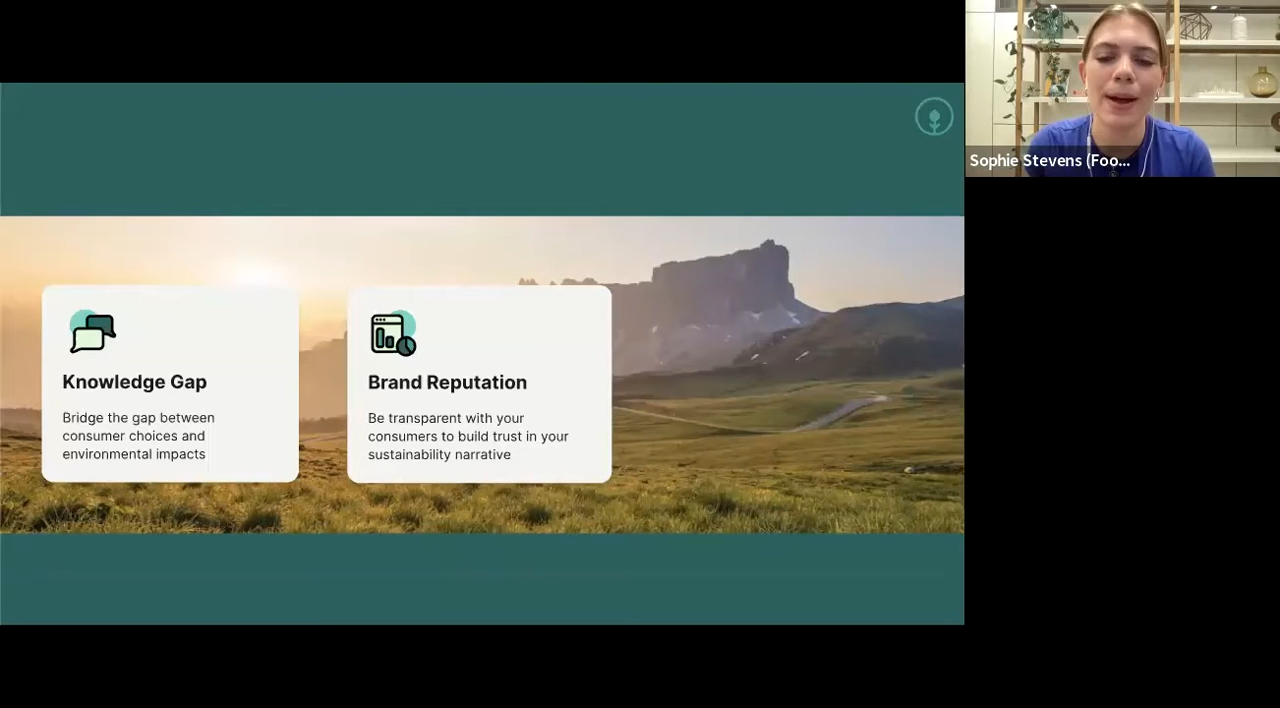 Knowledge Gap
Bridge the gap between
consumer choices and
environmental impacts
Brand Reputation
Be transparent with your
consumers to build trust in your
sustainability narrative
Sophie Stevens (Foo...